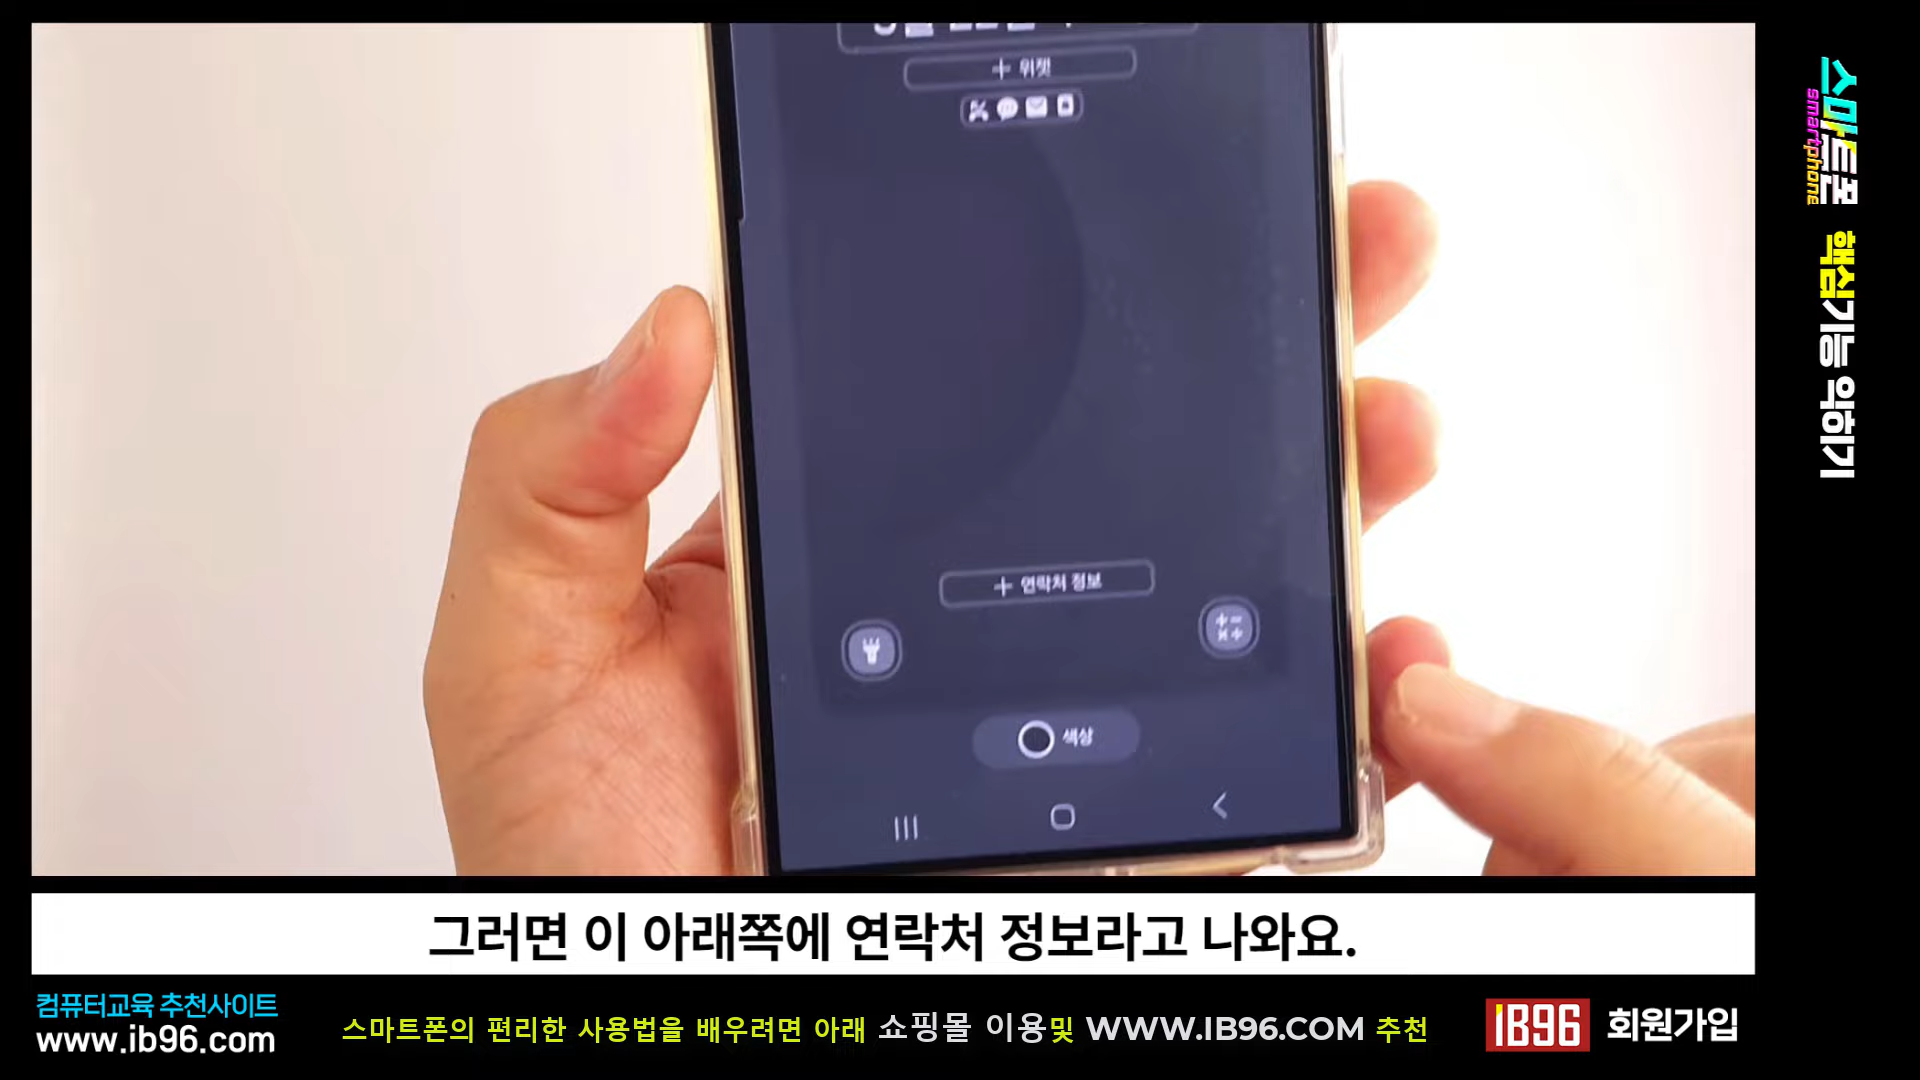 + 위젯
+ 연락처 정보
색상
그러면 이 아래쪽에 연락처 정보라고 나와요.
컴퓨터교육 추천사이트
www.ib96.com
스마트폰의 편리한 사용법을 배우려면 아래 쇼핑몰 이용및 WWW.IB96.COM 추천
IB96 회원가입
스마트폰
smartphone
핵심기능 익히기